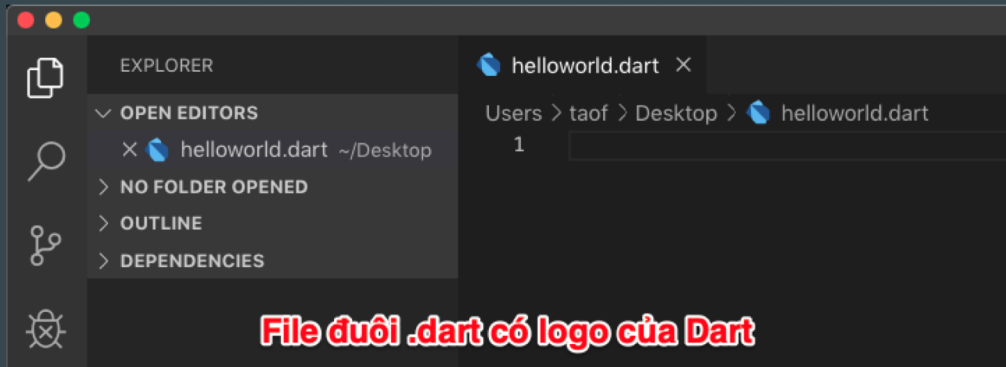 EXPLORER
OPEN EDITORS
helloworld.dart ~/Desktop
NO FOLDER OPENED
OUTLINE
DEPENDENCIES
helloworld.dart
Users > taof > Desktop > helloworld.dart
1
File đuôi .dart có logo của Dart